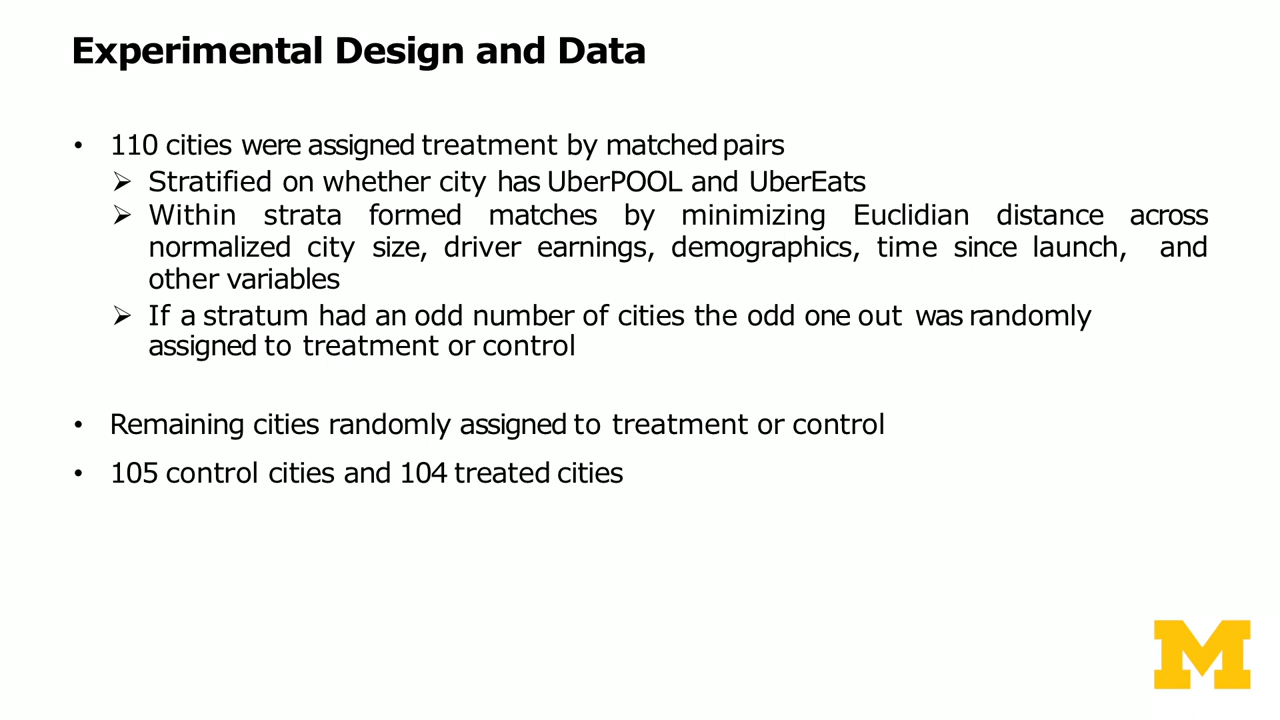 Experimental Design and Data
• 110 cities were assigned treatment by matched pairs
➢ Stratified on whether city has UberPOOL and UberEats
➢ Within strata formed matches by minimizing Euclidian distance across
normalized city size, driver earnings, demographics, time since launch, and
other variables
➢ If a stratum had an odd number of cities the odd one out was randomly
assigned to treatment or control
• Remaining cities randomly assigned to treatment or control
• 105 control cities and 104 treated cities
M